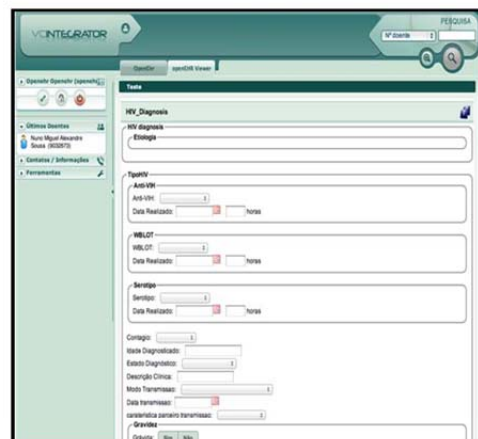 PESQUISA
VCINTEGRATOR
Nº doente
OpenEhr
openEHR Viewer
Openehr Openehr (openehr)
Teste
HIV_Diagnosis
HIV diagnosis
Etiologia
Últimos Doentes
Nuno Miguel Alexandre
Sousa (9032873)
Contatos / Informações
Ferramentas
TipoHIV
Anti-VIH
Anti-VIH:
Data Realizado:
horas
WBLOT
WBLOT:
Data Realizado:
horas
Serotipo
Serotipo:
Data Realizado:
horas
Contagio:
Idade Diagnosticado:
Estado Diagnóstico:
Descrição Clínica:
Modo Transmissao:
Data transmissao:
caraterística parceiro transmissao:
Gravidez
Grávida:
Sim
Não